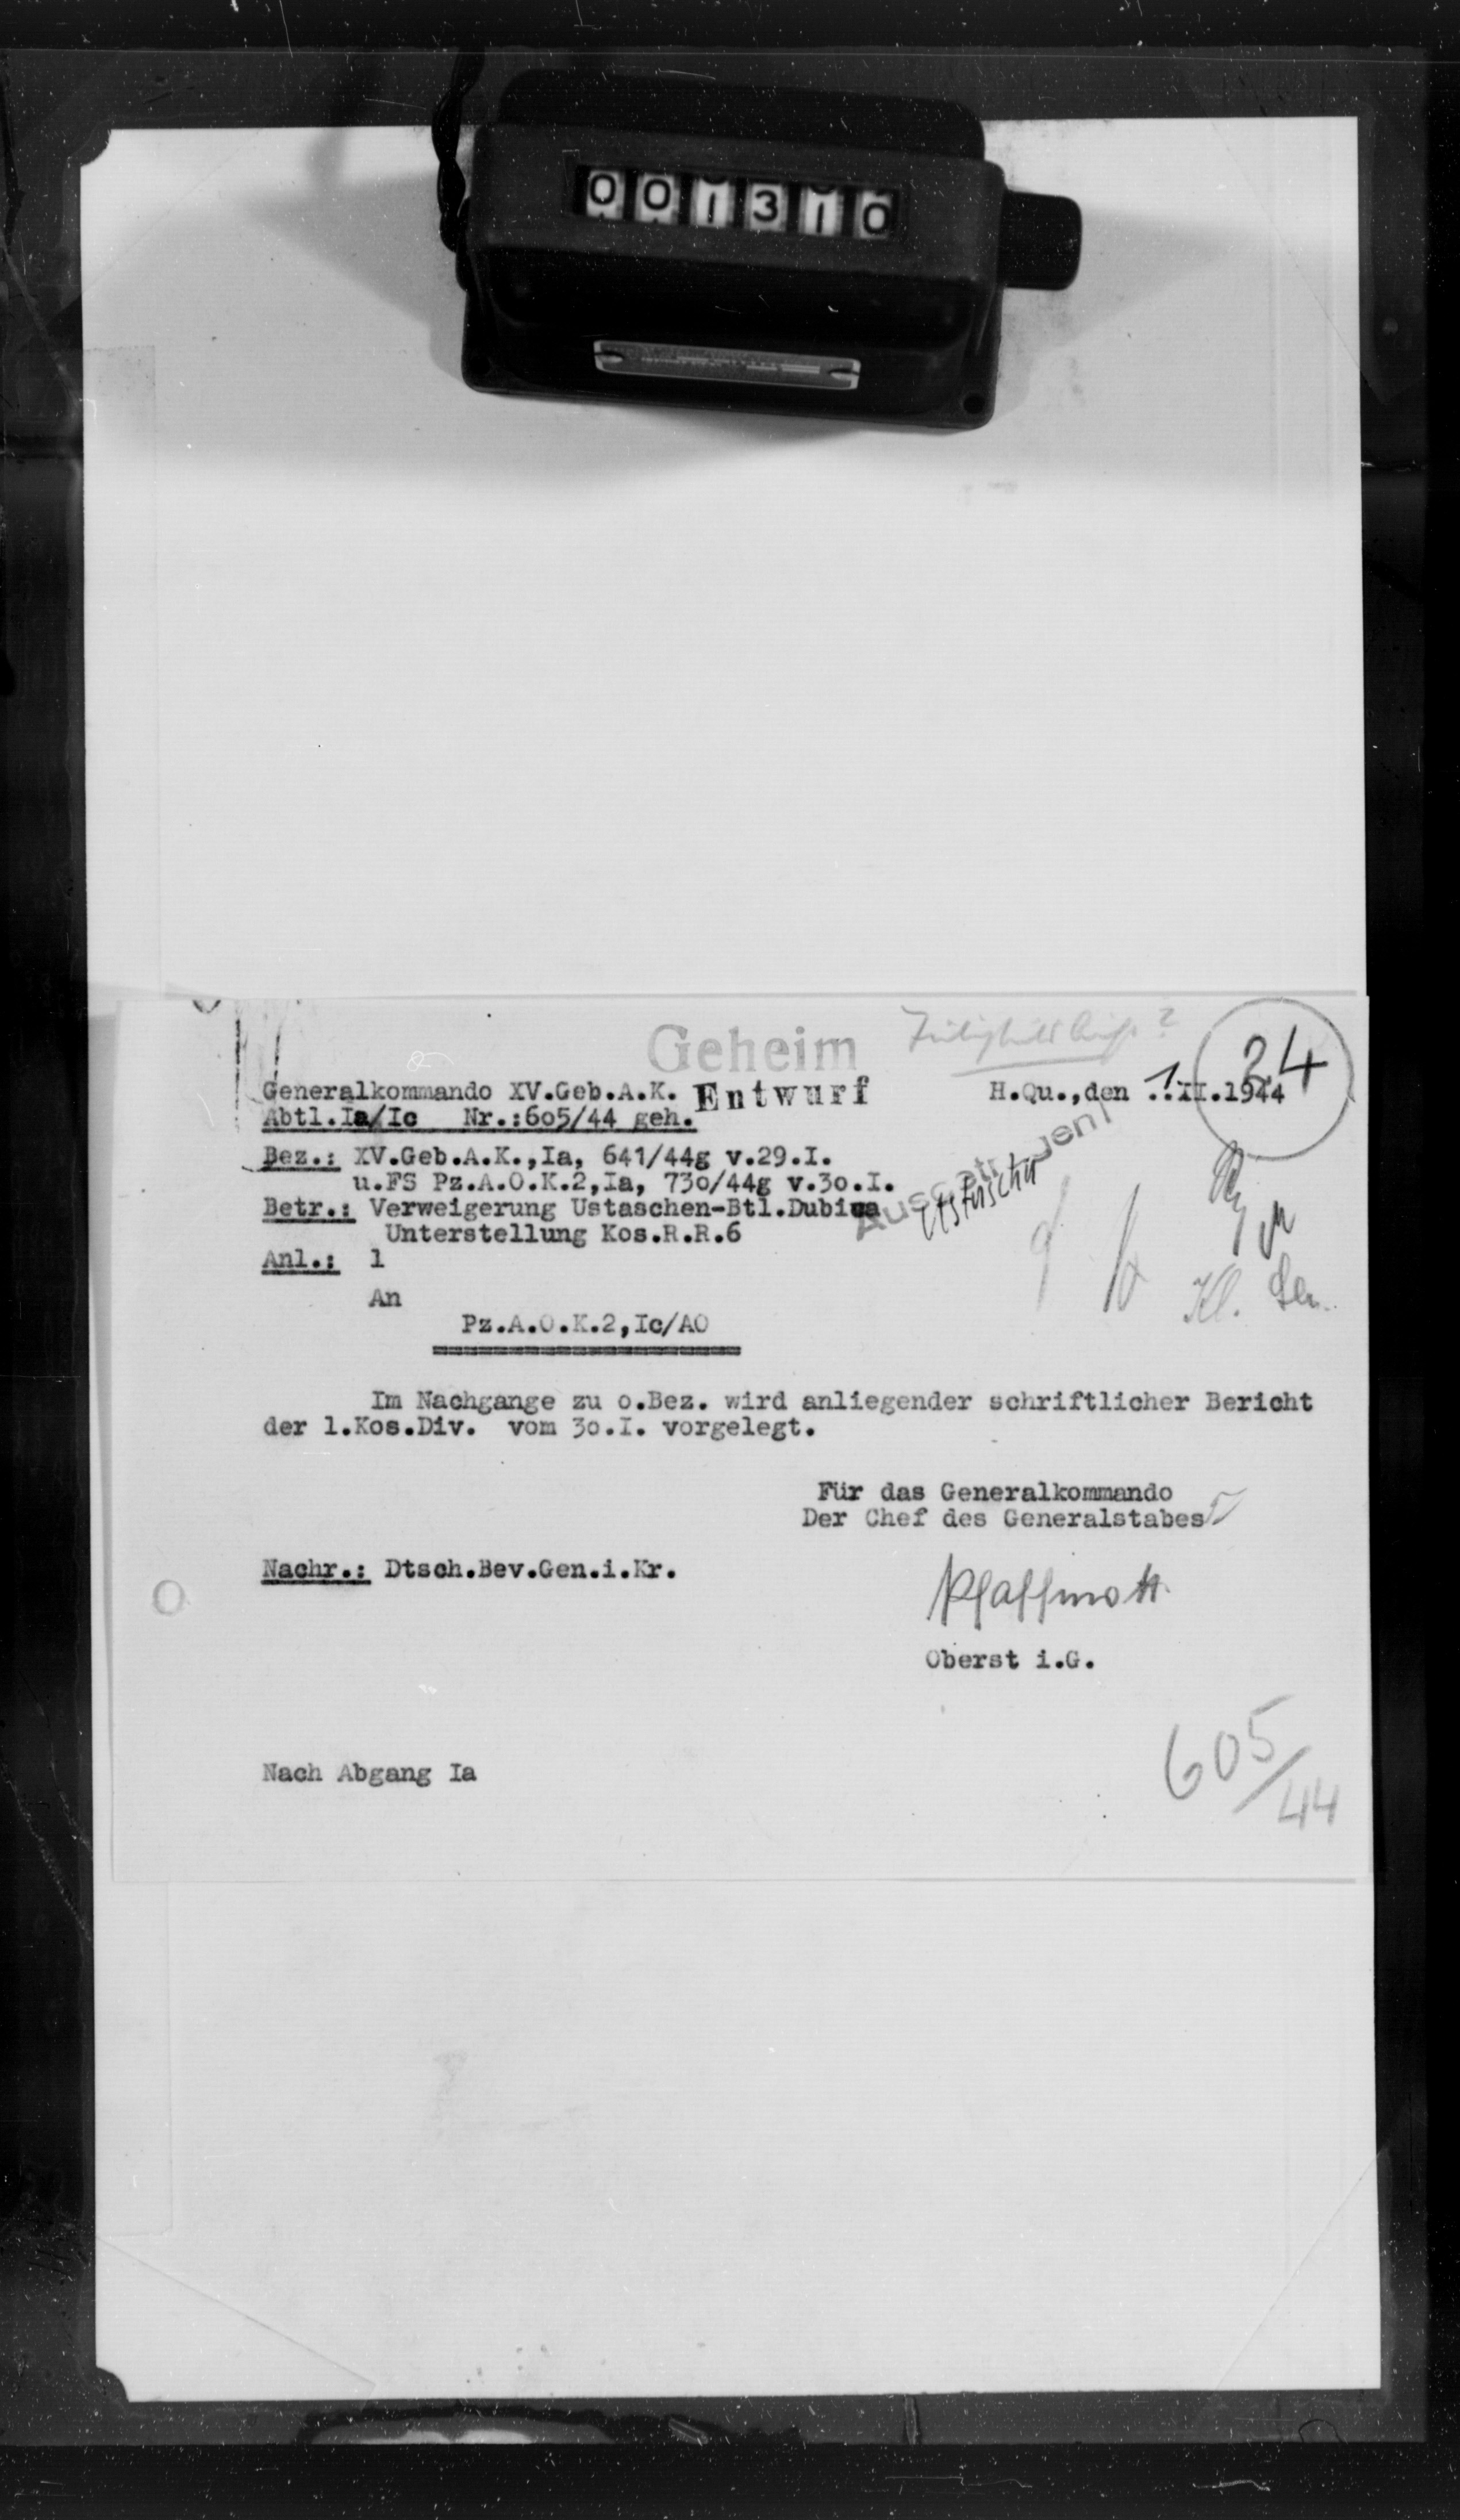 001310
Geheim
24
Generalkommando XV.Geb.A.K. Entwurf H.Qu.,den 1.II.1944
Abtl.Ia/Ic Nr.:605/44 geh.
Bez.: XV.Geb.A.K.,Ia, 641/44g v.29.I.
u.FS Pz.A.O.K.2,Ia, 730/44g v.30.I.
Betr.: Verweigerung Ustaschen-Btl.Dubica
Unterstellung Kos.R.R.6
Anl.: 1
An
Pz.A.O.K.2,Ic/AO
Im Nachgange zu o.Bez. wird anliegender schriftlicher Bericht
der 1.Kos.Div. vom 30.I. vorgelegt.
Für das Generalkommando
Der Chef des Generalstabes
Nachr.: Dtsch.Bev.Gen.i.Kr.
Oberst i.G.
605/44
Nach Abgang Ia